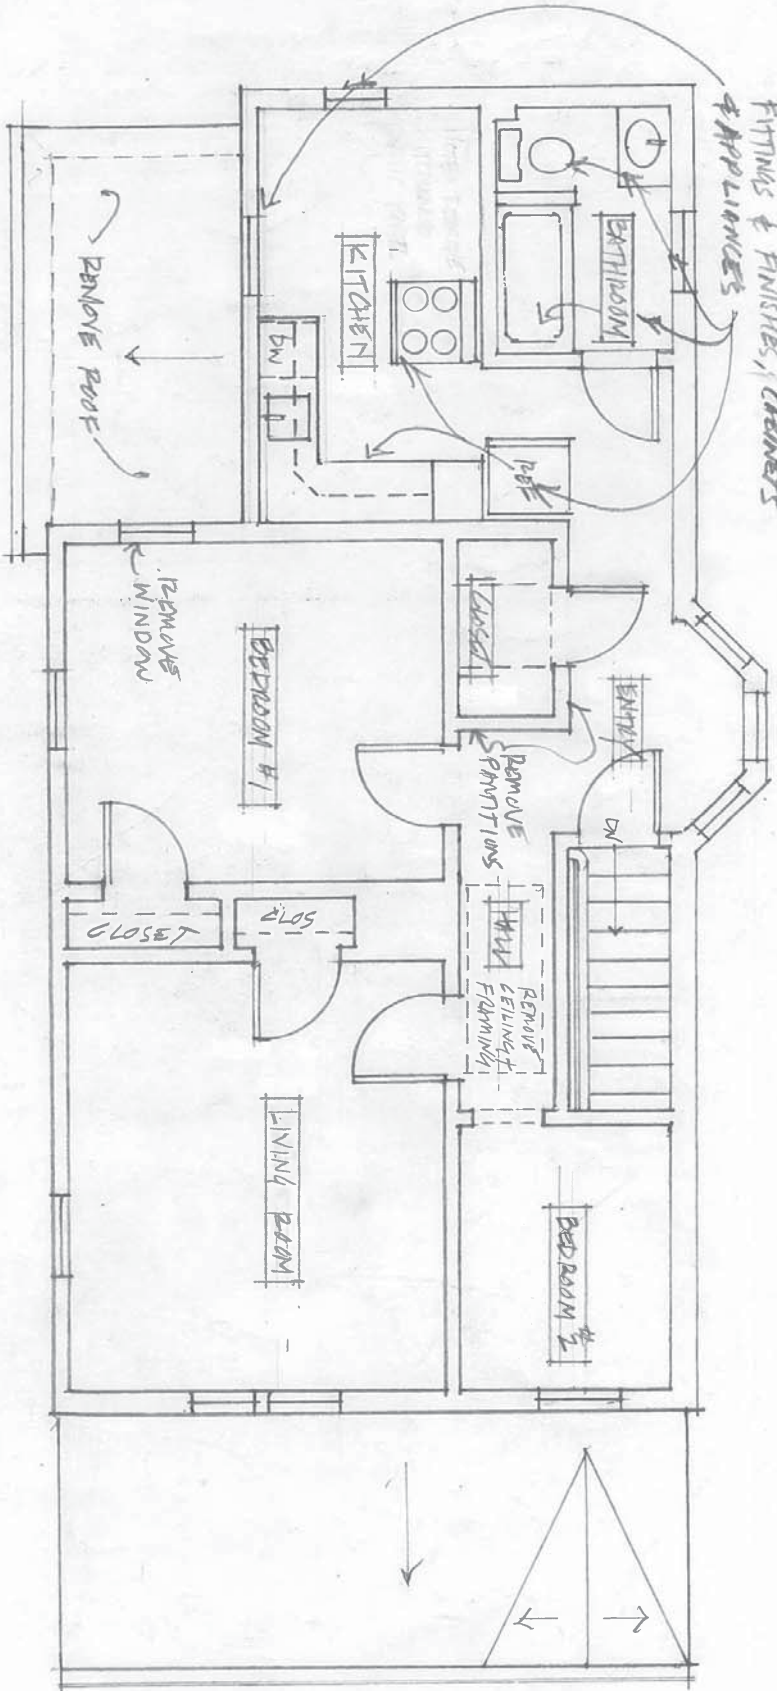 FITTINGS & FINISHES, CABINETS
& APPLIANCES
BATHROOM
KITCHEN
DW
REF
REMOVE ROOF
REMOVE
WINDOW
BEDROOM #1
CLOSET
ENTRY
DN
REMOVE
PARTITIONS
HALL
REMOVE
CEILING &
FRAMING
CLOSET
CLOS
LIVING ROOM
BEDROOM #2